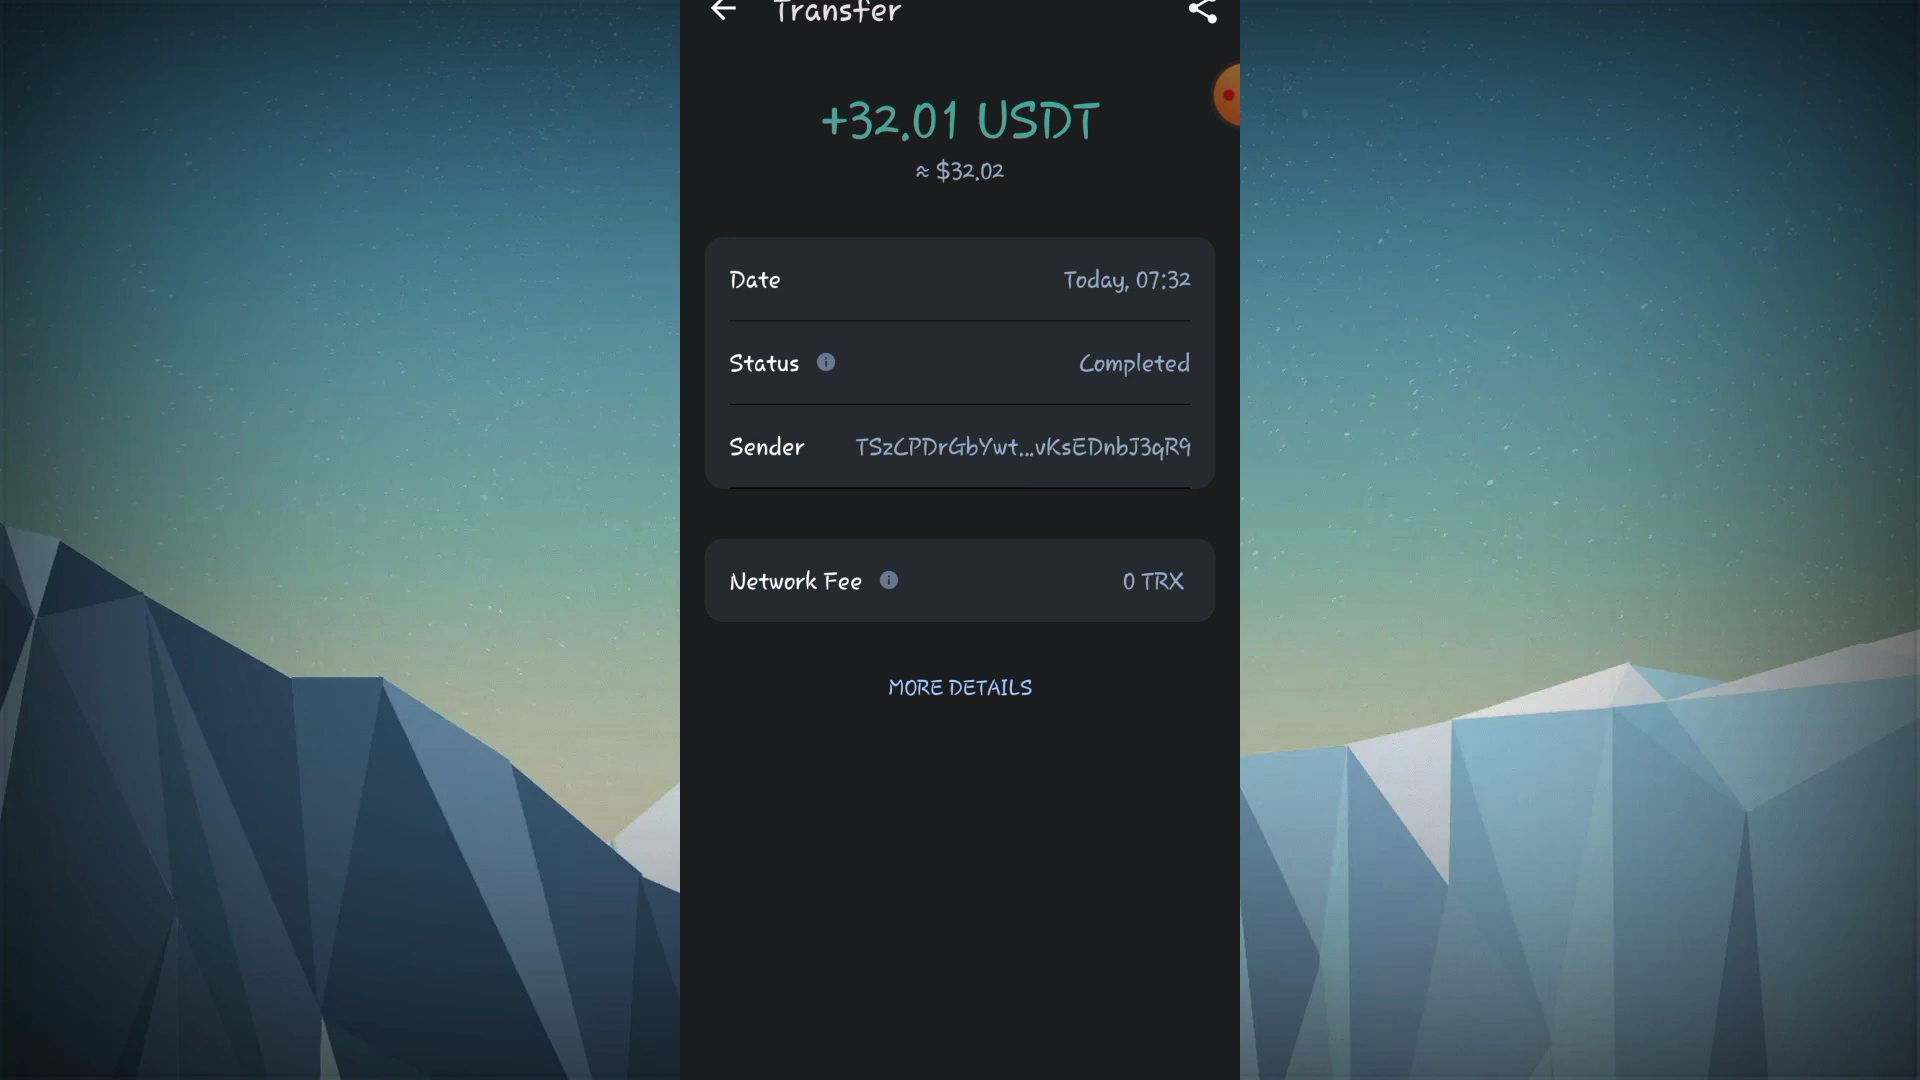 Transfer
+32.01 USDT
≈ $32.02
Date Today, 07:32
Status Completed
Sender TSzCPDrGbYwt...vKsEDnbJ3qR9
Network Fee 0 TRX
MORE DETAILS